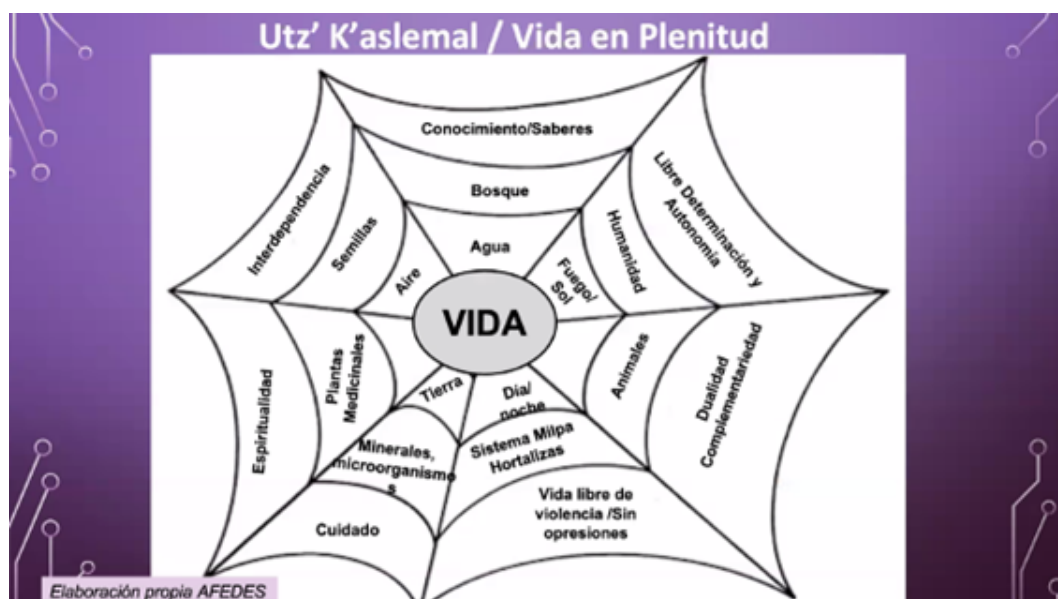 Utz' K'aslemal / Vida en Plenitud
Conocimiento/Saberes
Bosque
Agua
Interdependencia
Semillas
Aire
Fuego/
Sol
Humanidad
Libre Determinación y
Autonomía
VIDA
Espiritualidad
Plantas
Medicinales
Tierra
Día/
noche
Animales
Dualidad
Complementariedad
Minerales,
microorganismo
s
Sistema Milpa
Hortalizas
Cuidado
Vida libre de
violencia /Sin
opresiones
Elaboración propia AFEDES